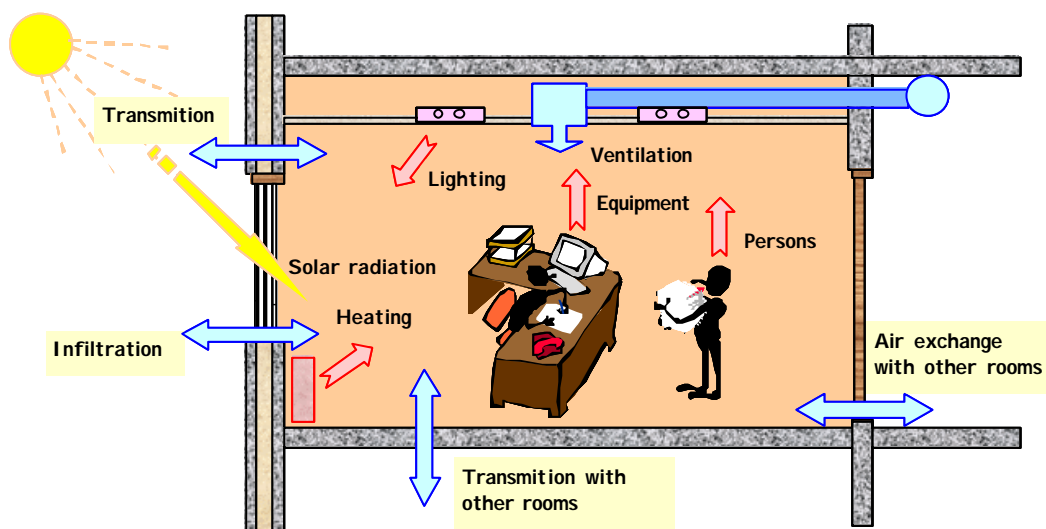 Transmition
Ventilation
Lighting
Equipment
Persons
Solar radiation
Heating
Infiltration
Air exchange
with other rooms
Transmition with
other rooms